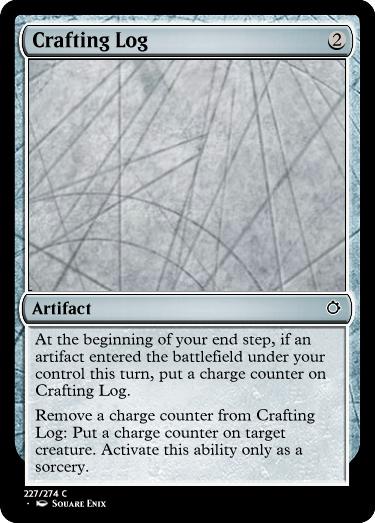 Crafting Log 2
Artifact
At the beginning of your end step, if an
artifact entered the battlefield under your
control this turn, put a charge counter on
Crafting Log.
Remove a charge counter from Crafting
Log: Put a charge counter on target
creature. Activate this ability only as a
sorcery.
227/274 C
· Square Enix